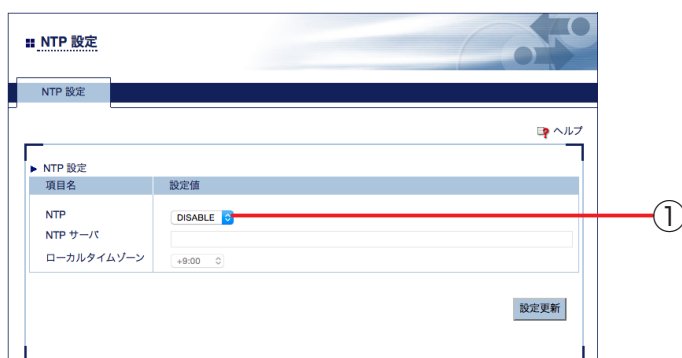 NTP 設定
NTP 設定
ヘルプ
NTP 設定
項目名 設定値
NTP DISABLE
①
NTP サーバ
ローカルタイムゾーン +9:00
設定更新